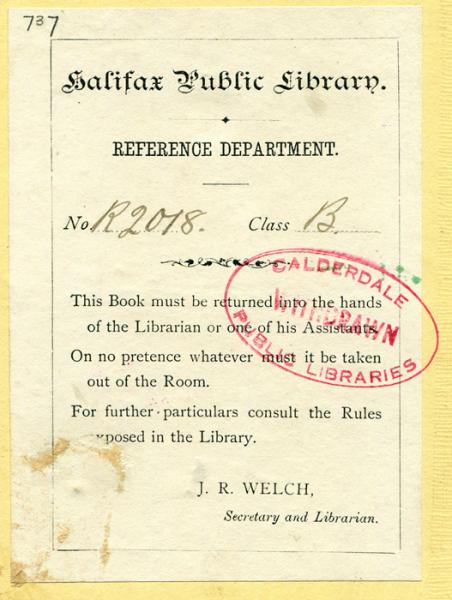 737
Halifax Public Library.
REFERENCE DEPARTMENT.
No R2018. Class B.
CALDERDALE
WITHDRAWN
PUBLIC LIBRARIES
This Book must be returned into the hands
of the Librarian or one of his Assistants.
On no pretence whatever must it be taken
out of the Room.
For further particulars consult the Rules
exposed in the Library.
J. R. WELCH,
Secretary and Librarian.